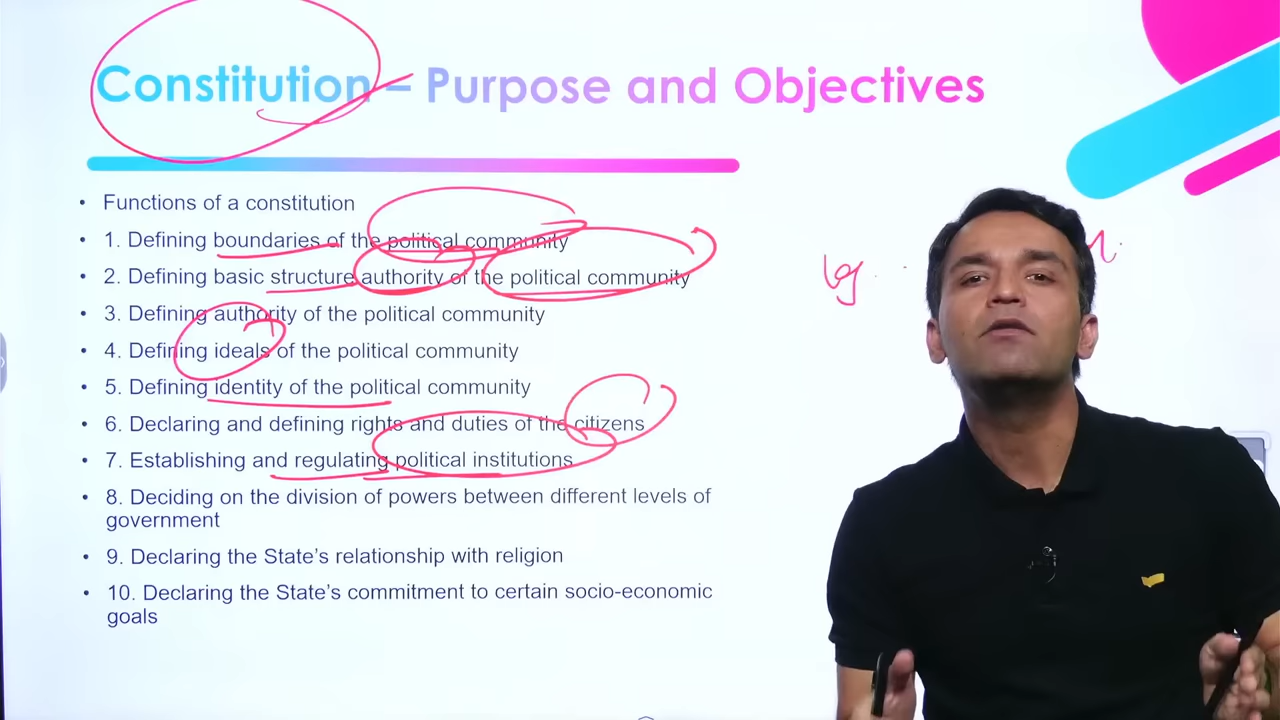 Constitution – Purpose and Objectives
• Functions of a constitution
• 1. Defining boundaries of the political community
• 2. Defining basic structure authority of the political community
• 3. Defining authority of the political community
• 4. Defining ideals of the political community
• 5. Defining identity of the political community
• 6. Declaring and defining rights and duties of the citizens
• 7. Establishing and regulating political institutions
• 8. Deciding on the division of powers between different levels of
government
• 9. Declaring the State's relationship with religion
• 10. Declaring the State's commitment to certain socio-economic
goals